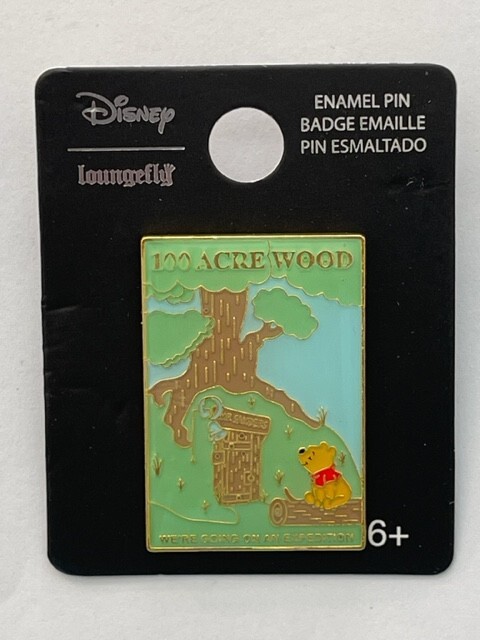 Disney
loungefly
ENAMEL PIN
BADGE EMAILLE
PIN ESMALTADO
100 ACRE WOOD
MR. SANDERS
WE'RE GOING ON AN EXPEDITION
6+